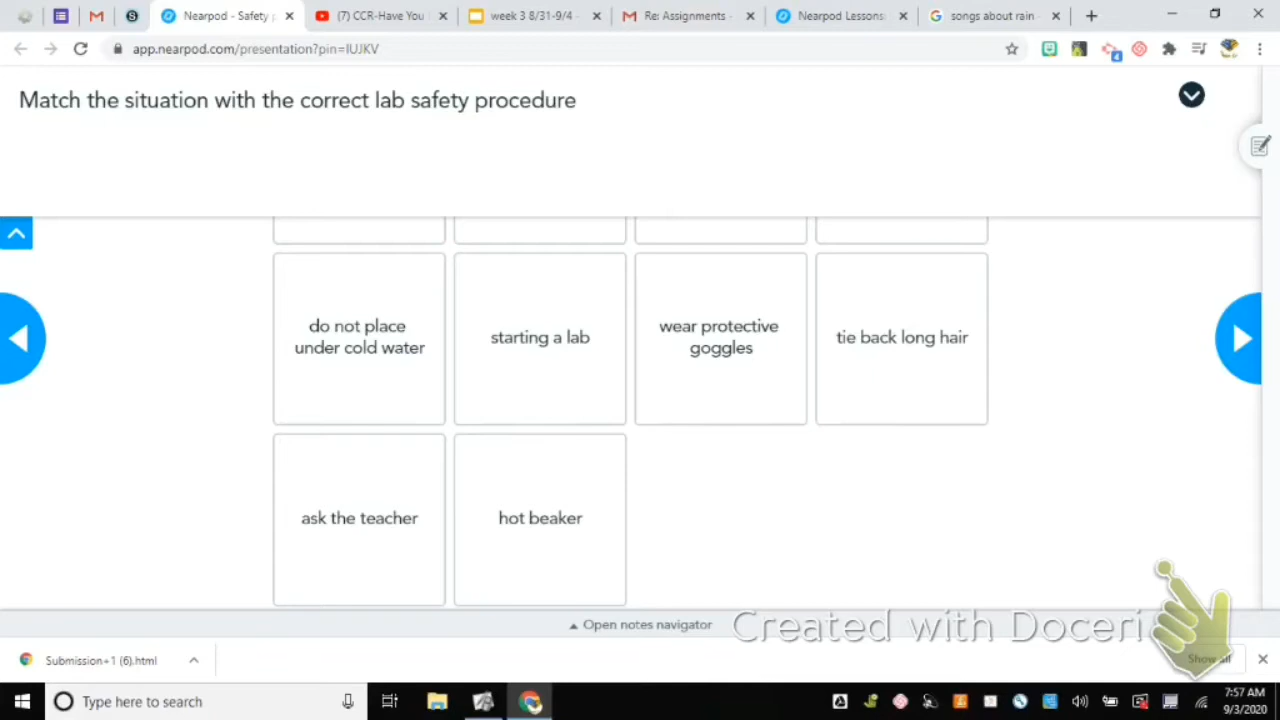 Nearpod - Safety p
(7) CCR-Have You
week 3 8/31-9/4 -
Re: Assignments -
Nearpod Lessons
songs about rain -
app.nearpod.com/presentation?pin=IUJKV
4
Match the situation with the correct lab safety procedure
do not place
under cold water
starting a lab
wear protective
goggles
tie back long hair
ask the teacher
hot beaker
Open notes navigator
Created with Doceri
Submission+1 (6).html
Show all
Type here to search
7:57 AM
9/3/2020